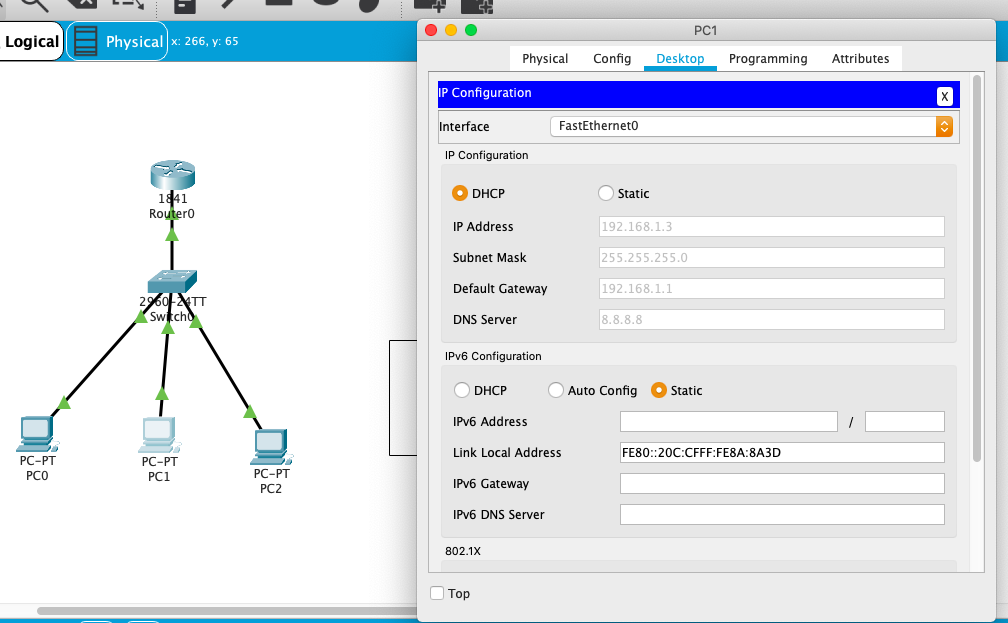 Logical
Physical
x: 266, y: 65
1841
Router0
2960-24TT
Switch0
PC-PT
PC0
PC-PT
PC1
PC-PT
PC2
PC1
Physical Config Desktop Programming Attributes
IP Configuration
X
Interface FastEthernet0
IP Configuration
DHCP Static
IP Address 192.168.1.3
Subnet Mask 255.255.255.0
Default Gateway 192.168.1.1
DNS Server 8.8.8.8
IPv6 Configuration
DHCP Auto Config Static
IPv6 Address /
Link Local Address FE80::20C:CFFF:FE8A:8A3D
IPv6 Gateway
IPv6 DNS Server
802.1X
Top